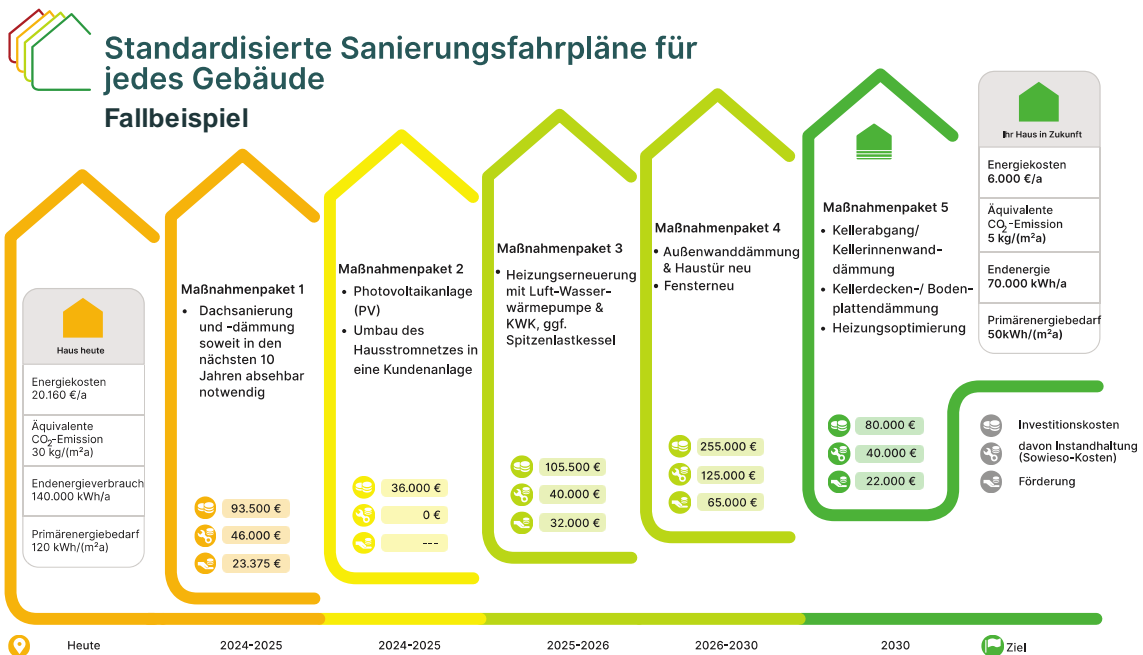 Standardisierte Sanierungsfahrpläne für
jedes Gebäude
Fallbeispiel
Haus heute
Energiekosten
20.160 €/a
Äquivalente
CO2-Emission
30 kg/(m²a)
Endenergieverbrauch
140.000 kWh/a
Primärenergiebedarf
120 kWh/(m²a)
Maßnahmenpaket 1
• Dachsanierung
und -dämmung
soweit in den
nächsten 10
Jahren absehbar
notwendig
93.500 €
46.000 €
23.375 €
Maßnahmenpaket 2
• Photovoltaikanlage
(PV)
• Umbau des
Hausstromnetzes in
eine Kundenanlage
36.000 €
0 €
---
Maßnahmenpaket 3
• Heizungserneuerung
mit Luft-Wasser-
wärmepumpe &
KWK, ggf.
Spitzenlastkessel
105.500 €
40.000 €
32.000 €
Maßnahmenpaket 4
• Außenwanddämmung
& Haustür neu
• Fensterneu
255.000 €
125.000 €
65.000 €
Maßnahmenpaket 5
• Kellerabgang/
Kellerinnenwand-
dämmung
• Kellerdecken-/ Boden-
plattendämmung
• Heizungsoptimierung
80.000 €
40.000 €
22.000 €
Ihr Haus in Zukunft
Energiekosten
6.000 €/a
Äquivalente
CO2-Emission
5 kg/(m²a)
Endenergie
70.000 kWh/a
Primärenergiebedarf
50kWh/(m²a)
Investitionskosten
davon Instandhaltung
(Sowieso-Kosten)
Förderung
Heute
2024-2025
2024-2025
2025-2026
2026-2030
2030
Ziel